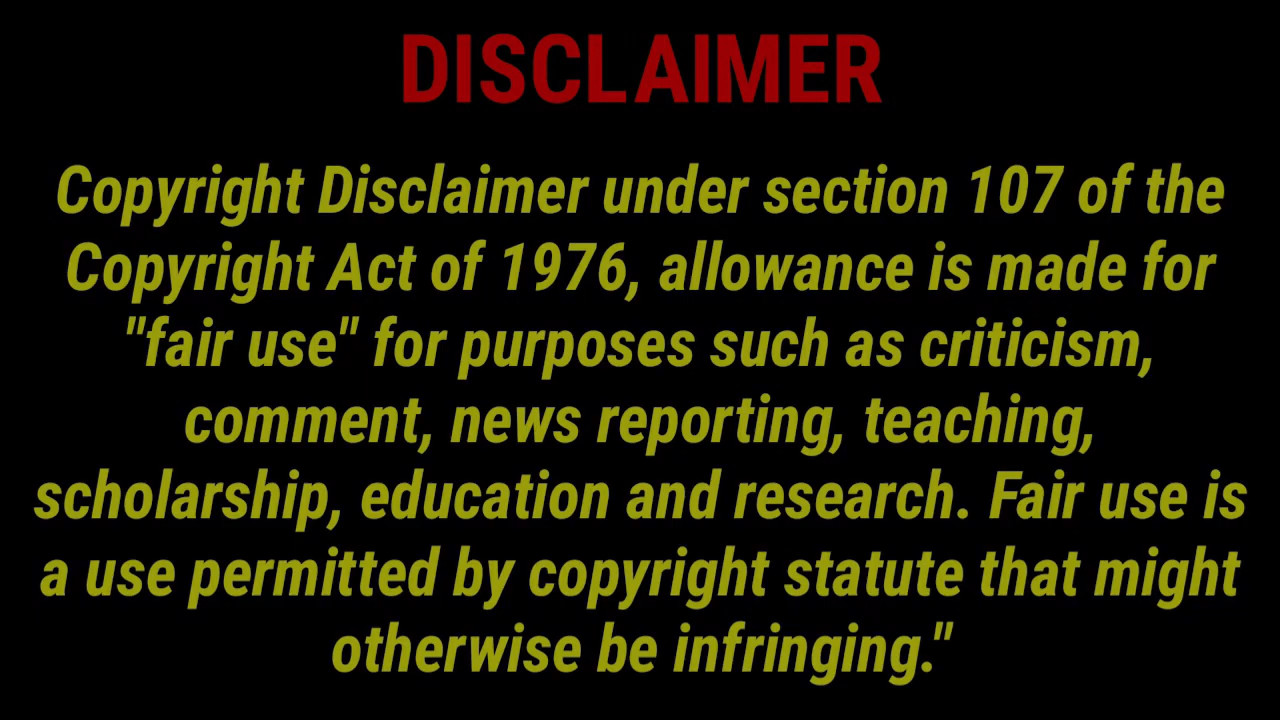 DISCLAIMER
Copyright Disclaimer under section 107 of the
Copyright Act of 1976, allowance is made for
"fair use" for purposes such as criticism,
comment, news reporting, teaching,
scholarship, education and research. Fair use is
a use permitted by copyright statute that might
otherwise be infringing."